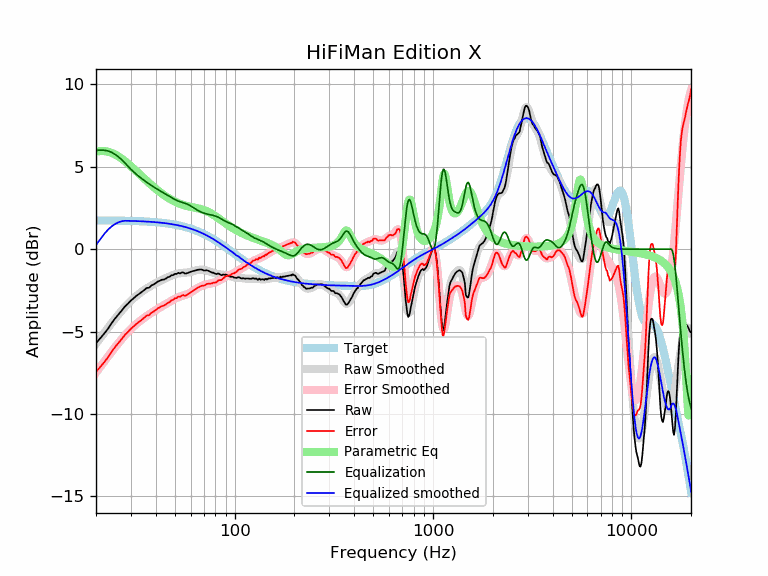 HiFiMan Edition X
10
5
0
−5
−10
−15
Amplitude (dBr)
Target
Raw Smoothed
Error Smoothed
Raw
Error
Parametric Eq
Equalization
Equalized smoothed
100
1000
10000
Frequency (Hz)